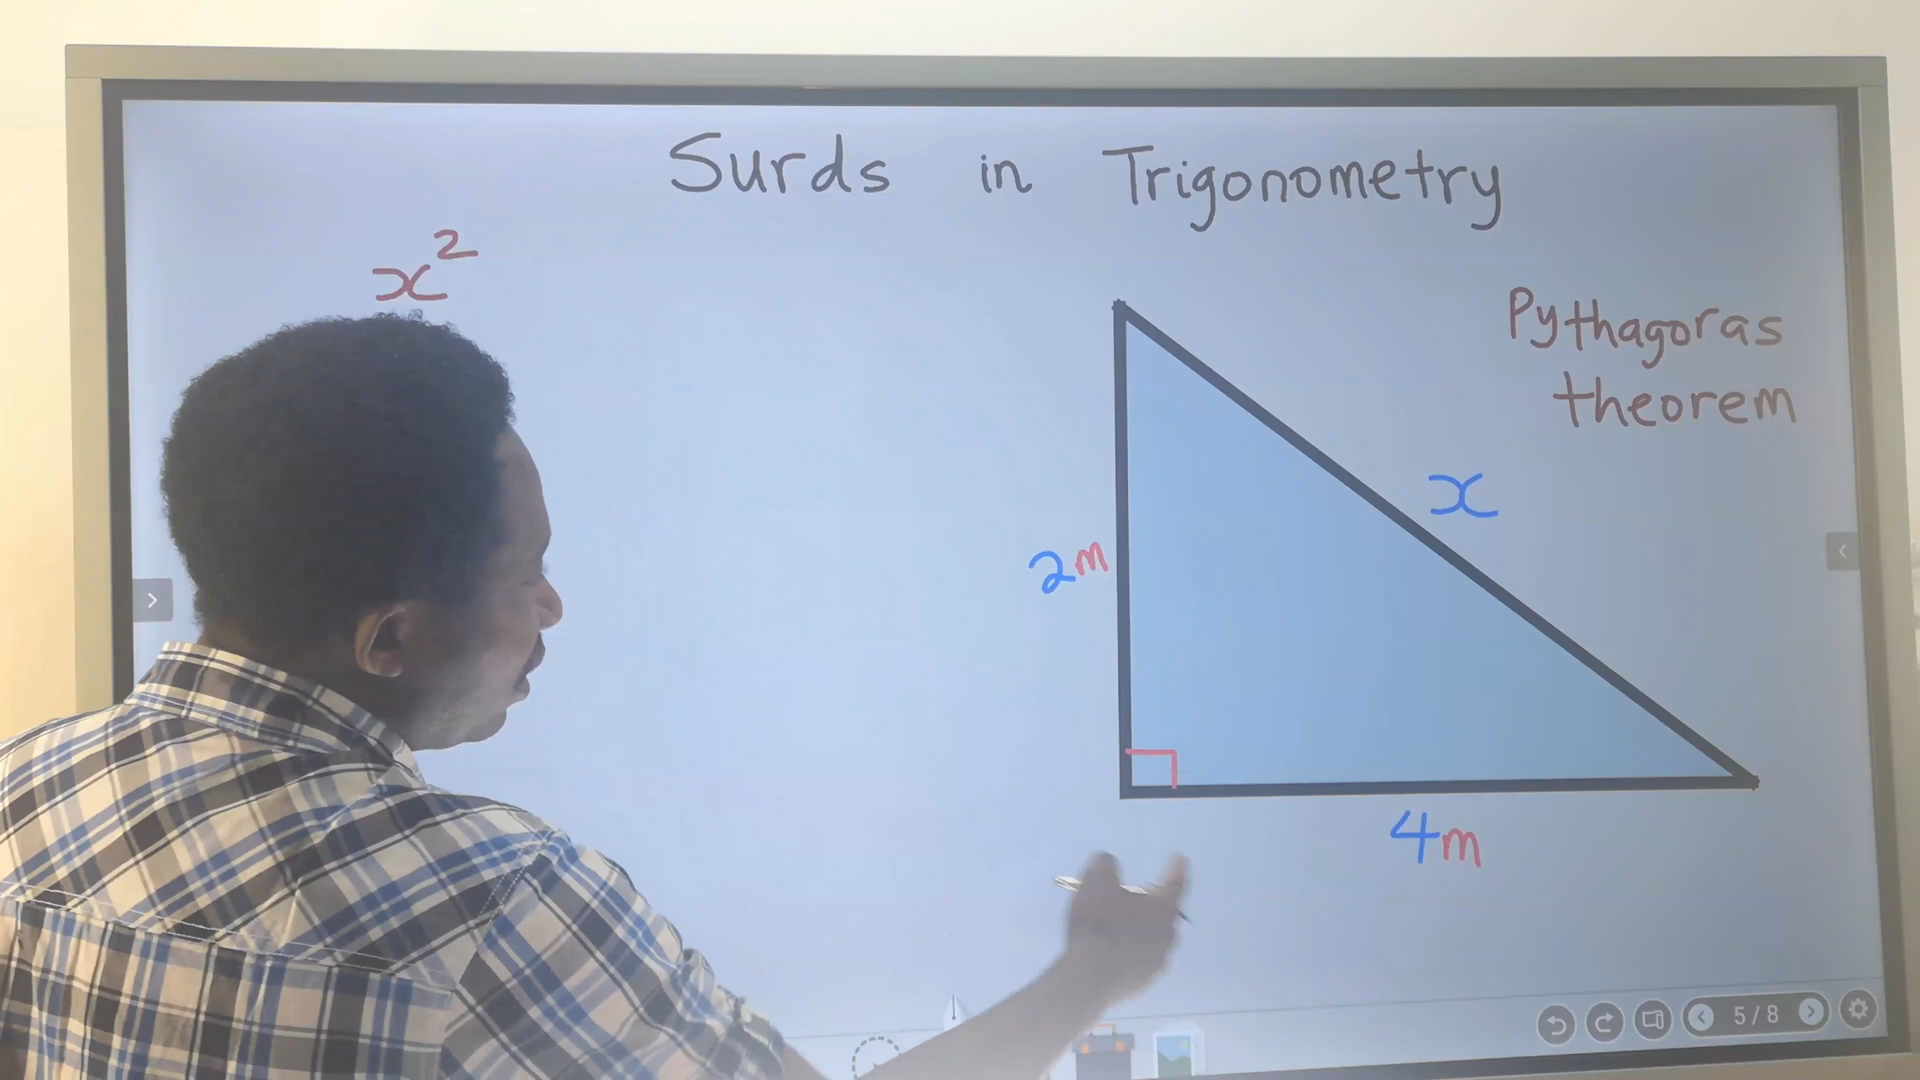 Surds in Trigonometry
x²
Pythagoras
theorem
x
2m
4m
5/8